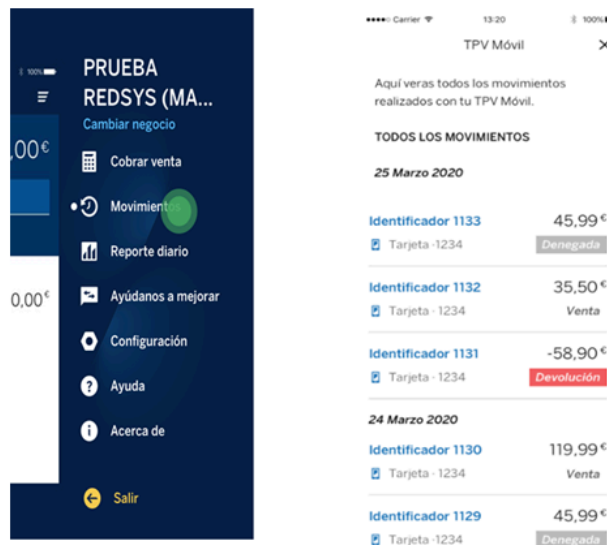 100%
PRUEBA
REDSYS (MA...
Cambiar negocio
,00€
Cobrar venta
Movimientos
Reporte diario
0,00€
Ayúdanos a mejorar
Configuración
Ayuda
Acerca de
Salir
Carrier 13:20 100%
TPV Móvil X
Aquí veras todos los movimientos
realizados con tu TPV Móvil.
TODOS LOS MOVIMIENTOS
25 Marzo 2020
Identificador 1133 45,99€
Tarjeta -1234 Denegada
Identificador 1132 35,50€
Tarjeta - 1234 Venta
Identificador 1131 -58,90€
Tarjeta - 1234 Devolución
24 Marzo 2020
Identificador 1130 119,99€
Tarjeta - 1234 Venta
Identificador 1129 45,99€
Tarjeta -1234 Denegada